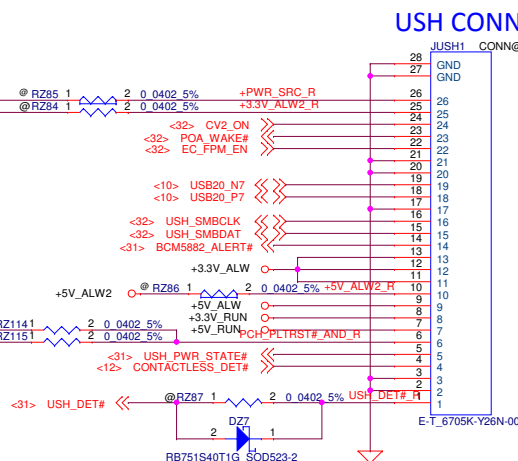 USH CONN
JUSH1 CONN@
28 GND
27 GND
@ RZ85 1 2 0_0402_5% +PWR_SRC_R 26 26
@RZ84 1 2 0_0402_5% +3.3V_ALW2_R 25 25
<32> CV2_ON 24 24
<32> POA_WAKE# 23 23
<32> EC_FPM_EN 22 22
21 21
20 20
<10> USB20_N7 19 19
<10> USB20_P7 18 18
17 17
<32> USH_SMBCLK 16 16
<32> USH_SMBDAT 15 15
<31> BCM5882_ALERT# 14 14
13 13
+3.3V_ALW 12 12
11 11
+5V_ALW2 @ RZ86 1 2 0_0402_5% +5V_ALW2_R 10 10
+5V_ALW 9 9
+3.3V_RUN 8 8
RZ114 1 2 0_0402_5% +5V_RUN 7 7
RZ115 1 2 0_0402_5% PCH_PLTRST#_AND_R 6 6
<31> USH_PWR_STATE# 5 5
<12> CONTACTLESS_DET# 4 4
3 3
2 2
<31> USH_DET# @RZ87 1 2 0_0402_5% USH_DET#_R 1 1
DZ7
2 1
RB751S40T1G_SOD523-2
E-T_6705K-Y26N-00